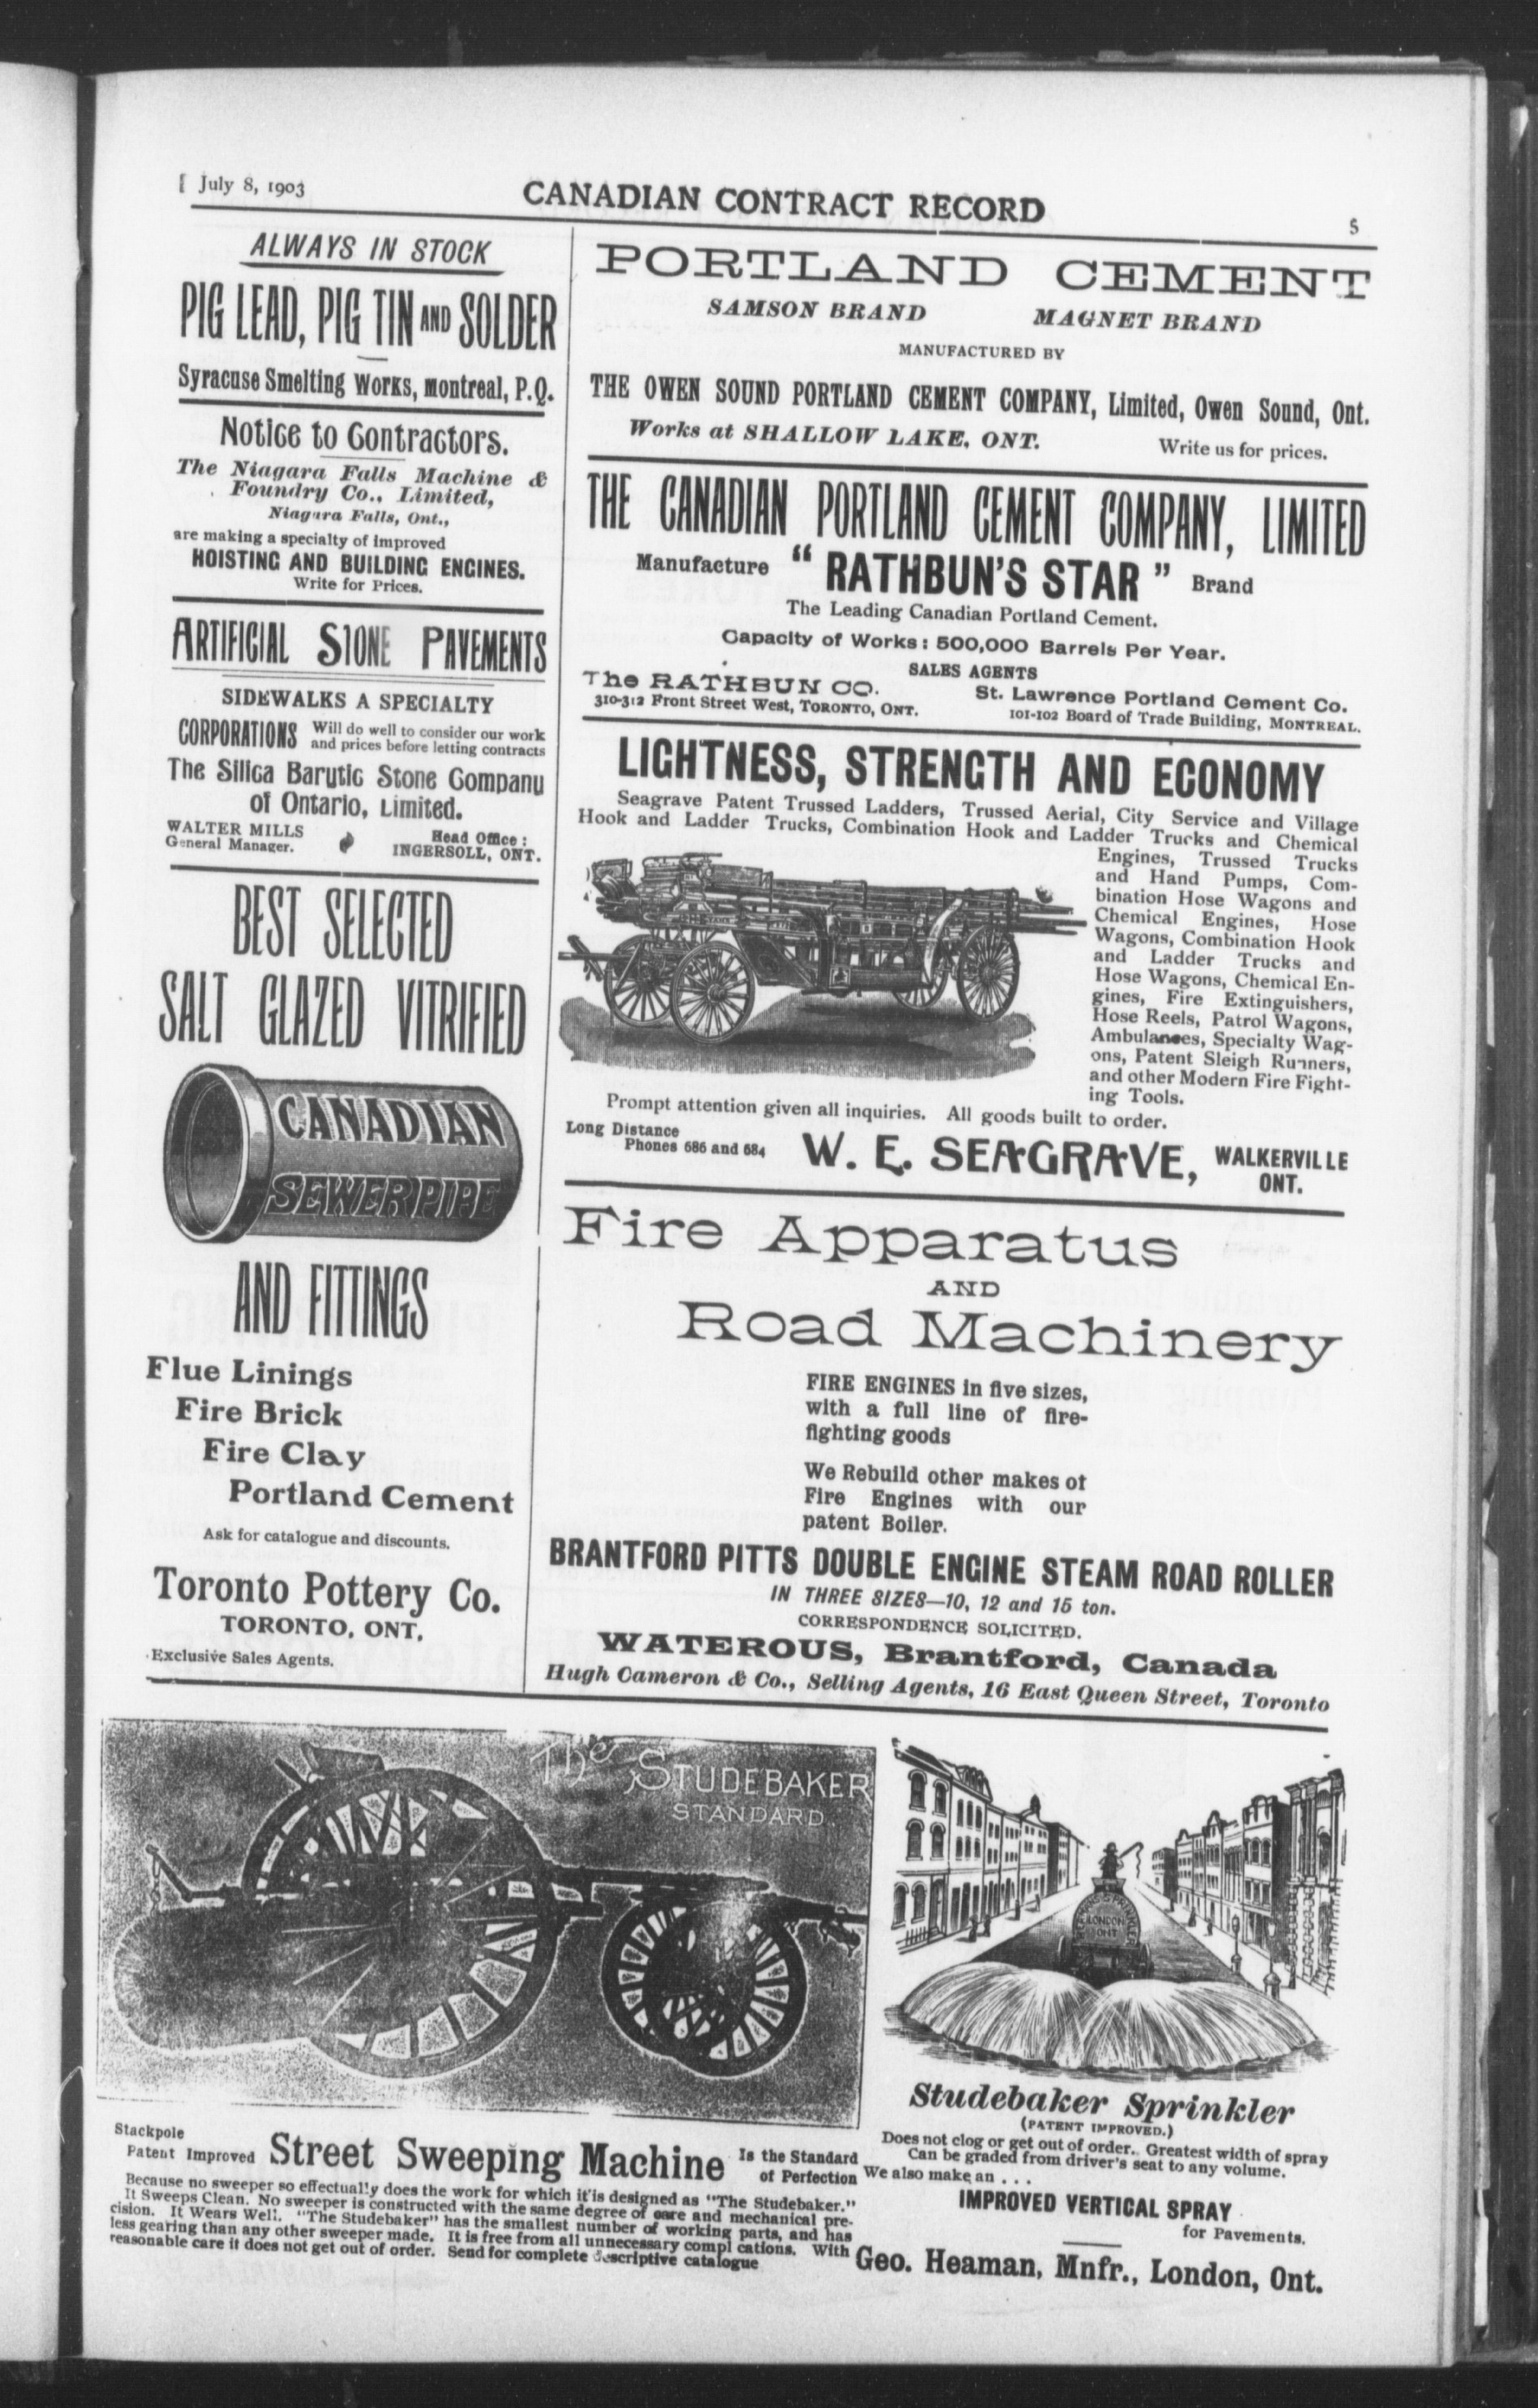 July 8, 1903
CANADIAN CONTRACT RECORD
5
ALWAYS IN STOCK
PIG LEAD, PIG TIN AND SOLDER
Syracuse Smelting Works, Montreal, P.Q.
Notice to Contractors.
The Niagara Falls Machine &
Foundry Co., Limited,
Niagara Falls, Ont.,
are making a specialty of improved
HOISTING AND BUILDING ENGINES.
Write for Prices.
ARTIFICIAL STONE PAVEMENTS
SIDEWALKS A SPECIALTY
CORPORATIONS Will do well to consider our work
and prices before letting contracts
The Silica Barytic Stone Company
of Ontario, Limited.
WALTER MILLS
General Manager.
Head Office:
INGERSOLL, ONT.
BEST SELECTED
SALT GLAZED VITRIFIED
CANADIAN
SEWERPIPE
AND FITTINGS
Flue Linings
Fire Brick
Fire Clay
Portland Cement
Ask for catalogue and discounts.
Toronto Pottery Co.
TORONTO, ONT.
Exclusive Sales Agents.
PORTLAND CEMENT
SAMSON BRAND MAGNET BRAND
MANUFACTURED BY
THE OWEN SOUND PORTLAND CEMENT COMPANY, Limited, Owen Sound, Ont.
Works at SHALLOW LAKE, ONT. Write us for prices.
THE CANADIAN PORTLAND CEMENT COMPANY, LIMITED
Manufacture "RATHBUN'S STAR" Brand
The Leading Canadian Portland Cement.
Capacity of Works: 500,000 Barrels Per Year.
SALES AGENTS
The RATHBUN CO.
310-312 Front Street West, TORONTO, ONT.
St. Lawrence Portland Cement Co.
101-102 Board of Trade Building, MONTREAL.
LIGHTNESS, STRENGTH AND ECONOMY
Seagrave Patent Trussed Ladders, Trussed Aerial, City Service and Village
Hook and Ladder Trucks, Combination Hook and Ladder Trucks and Chemical
Engines, Trussed Trucks
and Hand Pumps, Com-
bination Hose Wagons and
Chemical Engines, Hose
Wagons, Combination Hook
and Ladder Trucks and
Hose Wagons, Chemical En-
gines, Fire Extinguishers,
Hose Reels, Patrol Wagons,
Ambulances, Specialty Wag-
ons, Patent Sleigh Runners,
and other Modern Fire Fight-
ing Tools.
Prompt attention given all inquiries. All goods built to order.
Long Distance
Phones 686 and 684
W. E. SEAGRAVE, WALKERVILLE
ONT.
Fire Apparatus
AND
Road Machinery
FIRE ENGINES in five sizes,
with a full line of fire-
fighting goods
We Rebuild other makes of
Fire Engines with our
patent Boiler.
BRANTFORD PITTS DOUBLE ENGINE STEAM ROAD ROLLER
IN THREE SIZES—10, 12 and 15 ton.
CORRESPONDENCE SOLICITED.
WATEROUS, Brantford, Canada
Hugh Cameron & Co., Selling Agents, 16 East Queen Street, Toronto
The STUDEBAKER
STANDARD
Stackpole
Patent Improved Street Sweeping Machine Is the Standard
of Perfection
Because no sweeper so effectually does the work for which it is designed as "The Studebaker."
It Sweeps Clean. No sweeper is constructed with the same degree of care and mechanical pre-
cision. It Wears Well. "The Studebaker" has the smallest number of working parts, and has
less gearing than any other sweeper made. It is free from all unnecessary compl cations. With
reasonable care it does not get out of order. Send for complete descriptive catalogue
LONDON
ONT
Studebaker Sprinkler
(PATENT IMPROVED.)
Does not clog or get out of order. Greatest width of spray
Can be graded from driver's seat to any volume.
We also make an . . .
IMPROVED VERTICAL SPRAY
for Pavements.
Geo. Heaman, Mnfr., London, Ont.